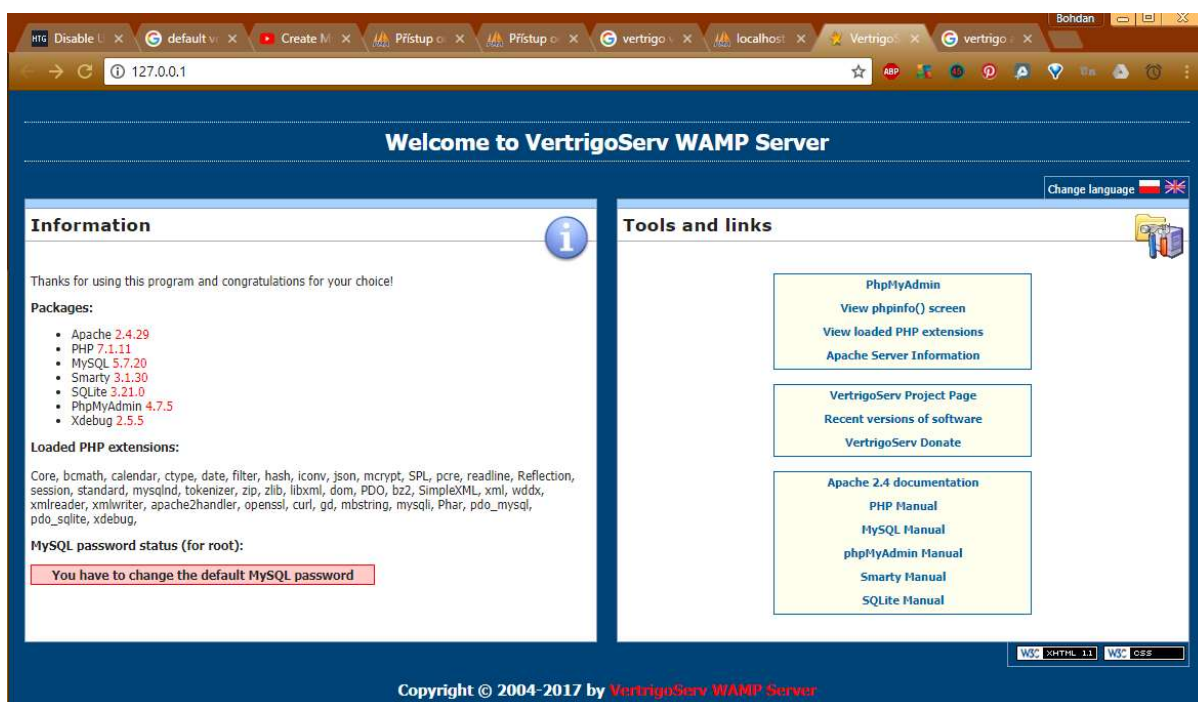 Bohdan
HTG Disable U
default v
Create M
Přístup o
Přístup o
vertrigo
localhost
VertrigoS
vertrigo
127.0.0.1
ABP
Welcome to VertrigoServ WAMP Server
Change language
Information
Thanks for using this program and congratulations for your choice!
Packages:
Apache 2.4.29
PHP 7.1.11
MySQL 5.7.20
Smarty 3.1.30
SQLite 3.21.0
PhpMyAdmin 4.7.5
Xdebug 2.5.5
Loaded PHP extensions:
Core, bcmath, calendar, ctype, date, filter, hash, iconv, json, mcrypt, SPL, pcre, readline, Reflection,
session, standard, mysqlnd, tokenizer, zip, zlib, libxml, dom, PDO, bz2, SimpleXML, xml, wddx,
xmlreader, xmlwriter, apache2handler, openssl, curl, gd, mbstring, mysqli, Phar, pdo_mysql,
pdo_sqlite, xdebug,
MySQL password status (for root):
You have to change the default MySQL password
Tools and links
PhpMyAdmin
View phpinfo() screen
View loaded PHP extensions
Apache Server Information
VertrigoServ Project Page
Recent versions of software
VertrigoServ Donate
Apache 2.4 documentation
PHP Manual
MySQL Manual
phpMyAdmin Manual
Smarty Manual
SQLite Manual
W3C XHTML 1.1 W3C CSS
Copyright © 2004-2017 by VertrigoServ WAMP Server